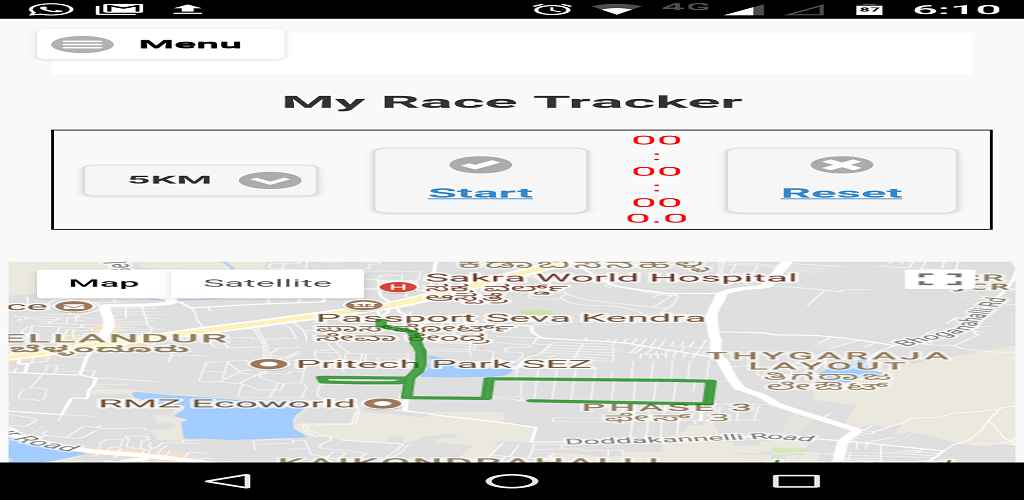 4G
87
6:10
Menu
My Race Tracker
5KM
Start
00
:
00
:
00
0.0
Reset
Map
Satellite
Sakra World Hospital
ಸಕ್ರ ವರ್ಲ್ಡ್
ಆಸ್ಪತ್ರೆ
Passport Seva Kendra
ಪಾಸ್‌ಪೋರ್ಟ್
ಸೇವಾ ಕೇಂದ್ರ
ELLANDUR
ಬೆಳ್ಳಂದೂರು
Pritech Park SEZ
Bhoganahalli Rd
THYGARAJA
LAYOUT
ತಿಗರಾಜ
ಲೇಔಟ್
RMZ Ecoworld
PHASE 3
ಫೇಸ್ 3
Doddakannelli Road
Road
KAIKONDRAHALLI